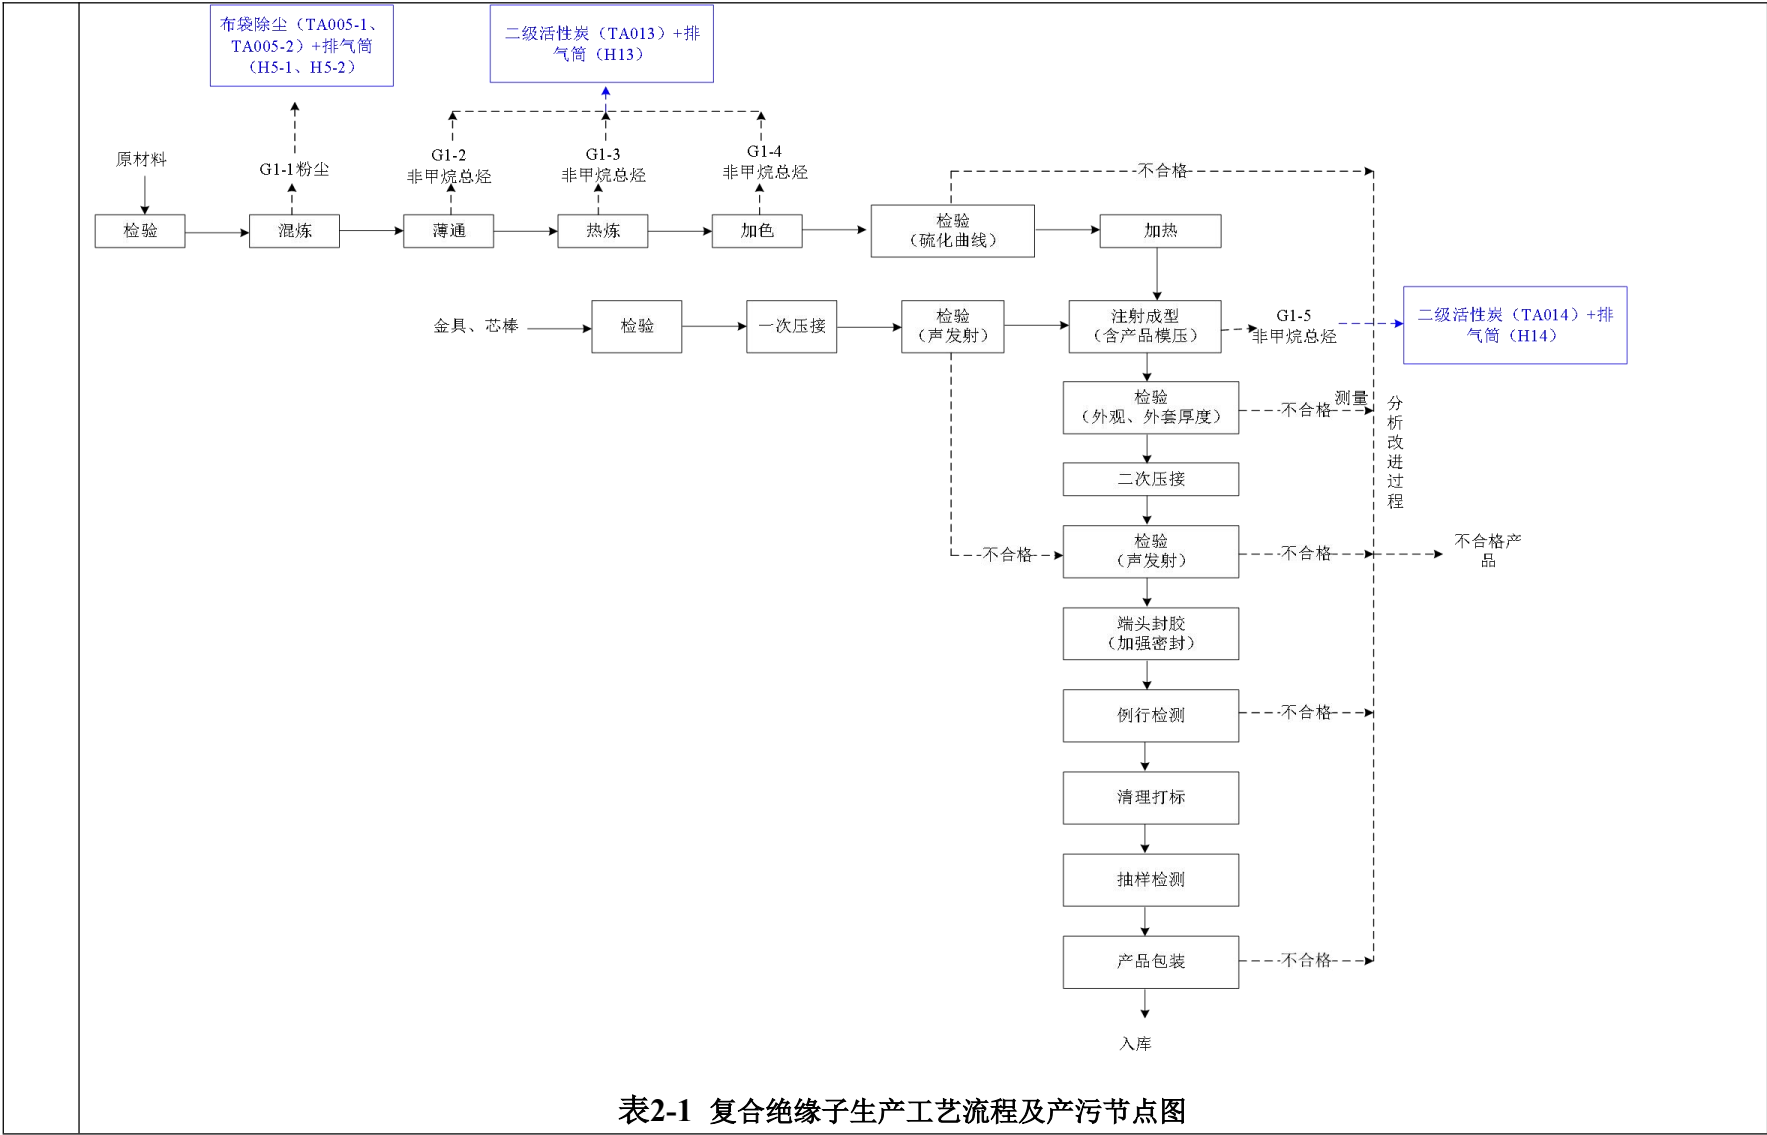 布袋除尘（TA005-1、
TA005-2）+排气筒
（H5-1、H5-2）
二级活性炭（TA013）+排
气筒（H13）
原材料
G1-1粉尘
G1-2
非甲烷总烃
G1-3
非甲烷总烃
G1-4
非甲烷总烃
不合格
检验
混炼
薄通
热炼
加色
检验
（硫化曲线）
加热
金具、芯棒
检验
一次压接
检验
（声发射）
注射成型
（含产品模压）
G1-5
非甲烷总烃
二级活性炭（TA014）+排
气筒（H14）
检验
（外观、外套厚度）
不合格
测量
分
析
改
进
过
程
二次压接
不合格
检验
（声发射）
不合格
不合格产
品
端头封胶
（加强密封）
例行检测
不合格
清理打标
抽样检测
产品包装
不合格
入库
表2-1 复合绝缘子生产工艺流程及产污节点图